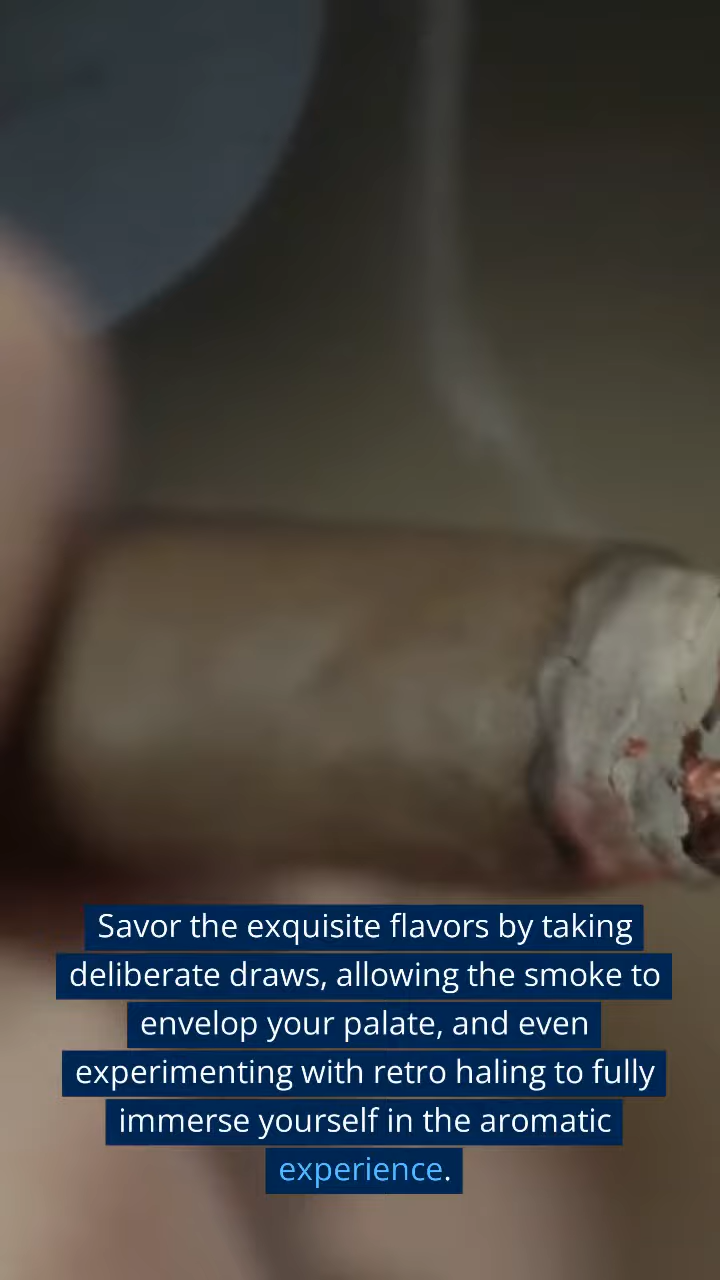 Savor the exquisite flavors by taking
deliberate draws, allowing the smoke to
envelop your palate, and even
experimenting with retro haling to fully
immerse yourself in the aromatic
experience.